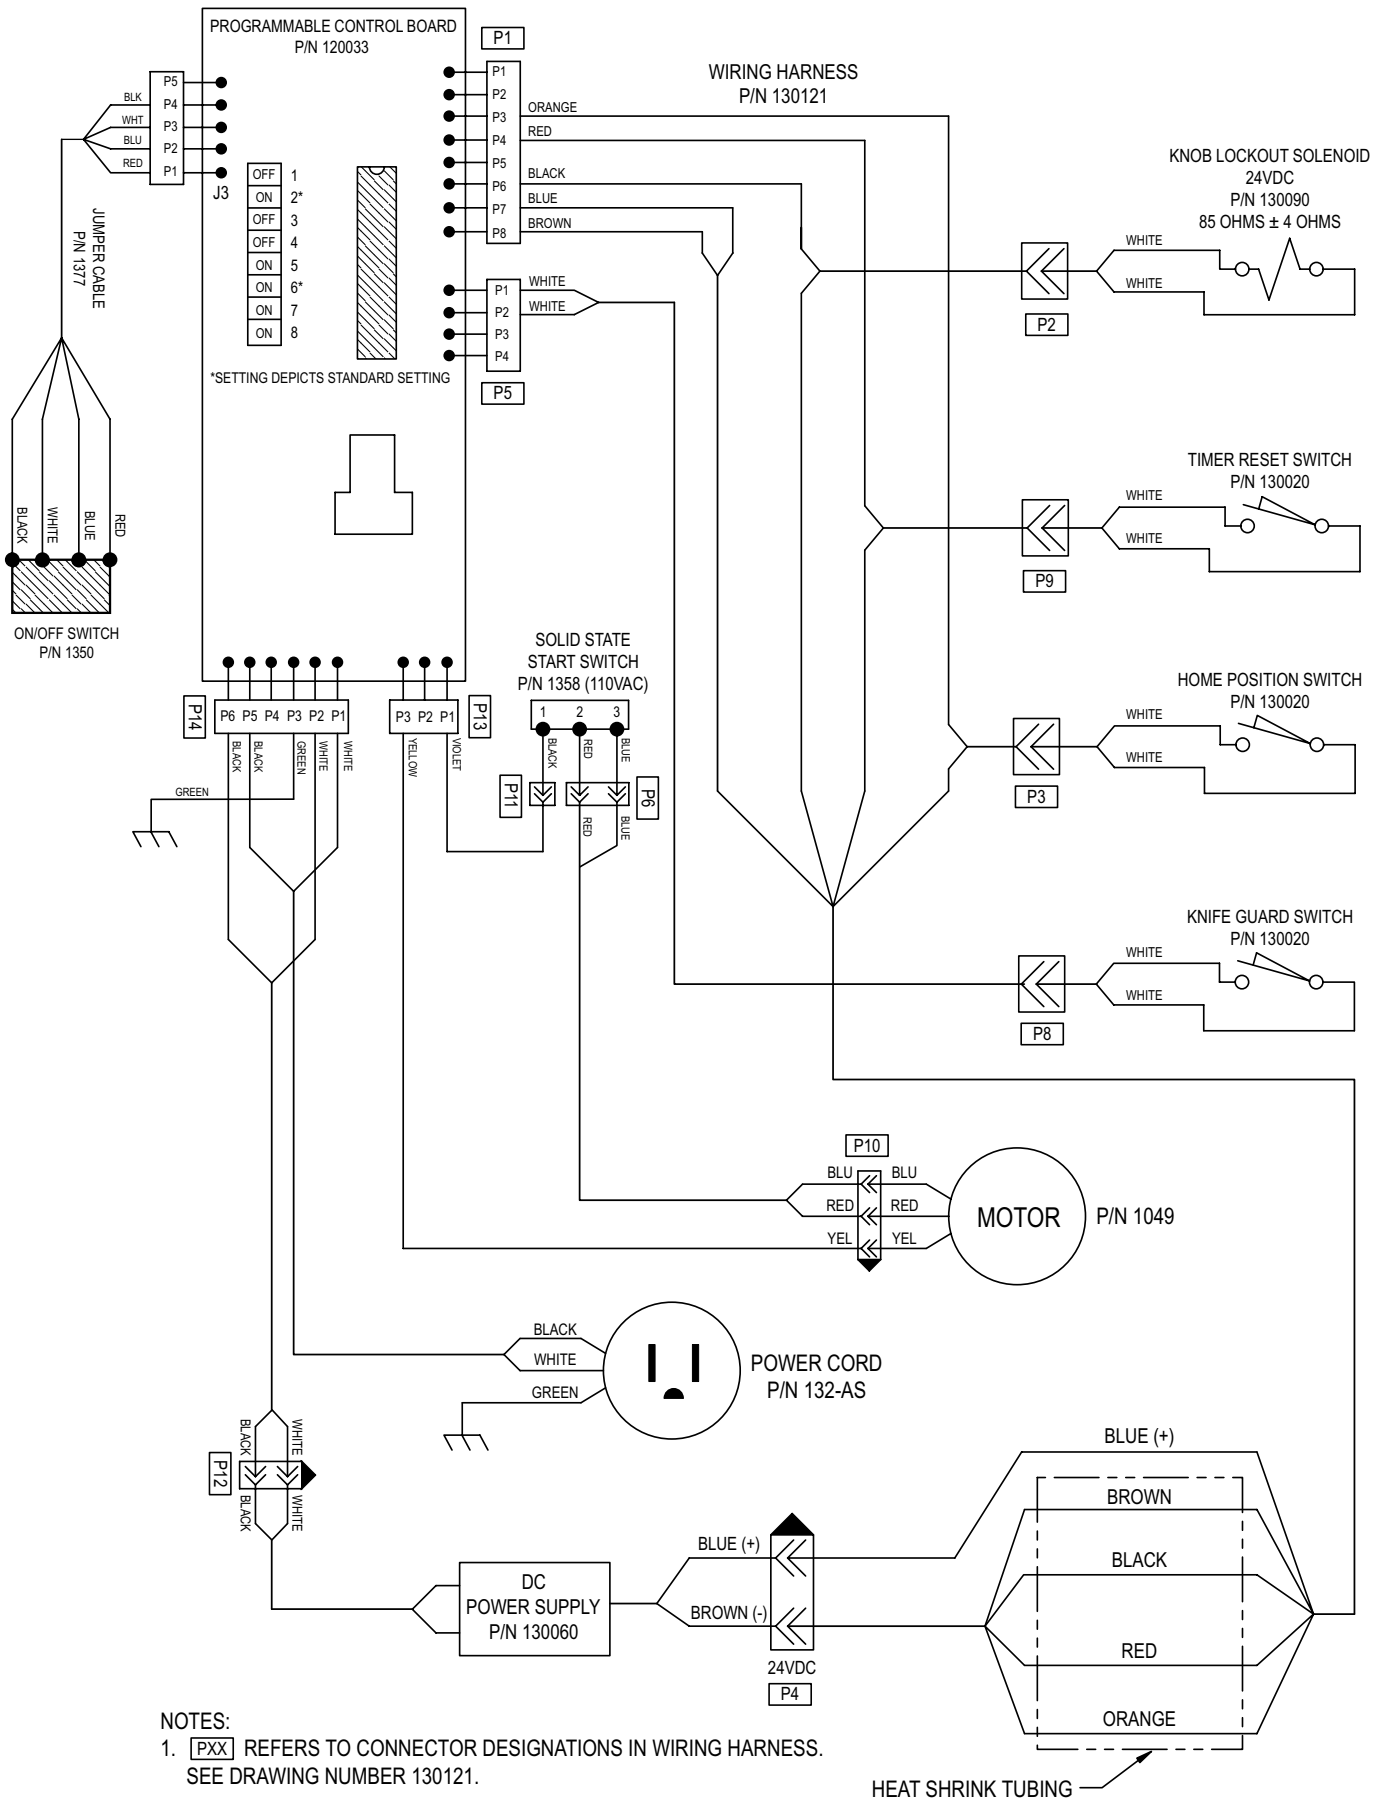 PROGRAMMABLE CONTROL BOARD
P/N 120033
P5
P4
P3
P2
P1
J3
BLK
WHT
BLU
RED
JUMPER CABLE
P/N 1377
BLACK
WHITE
BLUE
RED
ON/OFF SWITCH
P/N 1350
OFF 1
ON 2*
OFF 3
OFF 4
ON 5
ON 6*
ON 7
ON 8
*SETTING DEPICTS STANDARD SETTING
P1
P1
P2
P3
P4
P5
P6
P7
P8
ORANGE
RED
BLACK
BLUE
BROWN
WIRING HARNESS
P/N 130121
P1
P2
P3
P4
P5
WHITE
WHITE
KNOB LOCKOUT SOLENOID
24VDC
P/N 130090
85 OHMS ± 4 OHMS
WHITE
WHITE
P2
TIMER RESET SWITCH
P/N 130020
WHITE
WHITE
P9
HOME POSITION SWITCH
P/N 130020
WHITE
WHITE
P3
KNIFE GUARD SWITCH
P/N 130020
WHITE
WHITE
P8
SOLID STATE
START SWITCH
P/N 1358 (110VAC)
1 2 3
BLACK
RED
BLUE
P11
P6
RED
BLUE
P14
P6 P5 P4 P3 P2 P1
BLACK
BLACK
GREEN
WHITE
WHITE
GREEN
P3 P2 P1
P13
YELLOW
VIOLET
P10
BLU BLU
RED RED
YEL YEL
MOTOR
P/N 1049
BLACK
WHITE
GREEN
POWER CORD
P/N 132-AS
BLACK
WHITE
P12
BLACK
WHITE
DC
POWER SUPPLY
P/N 130060
BLUE (+)
BROWN (-)
24VDC
P4
BLUE (+)
BROWN
BLACK
RED
ORANGE
HEAT SHRINK TUBING
NOTES:
1. PXX REFERS TO CONNECTOR DESIGNATIONS IN WIRING HARNESS.
SEE DRAWING NUMBER 130121.